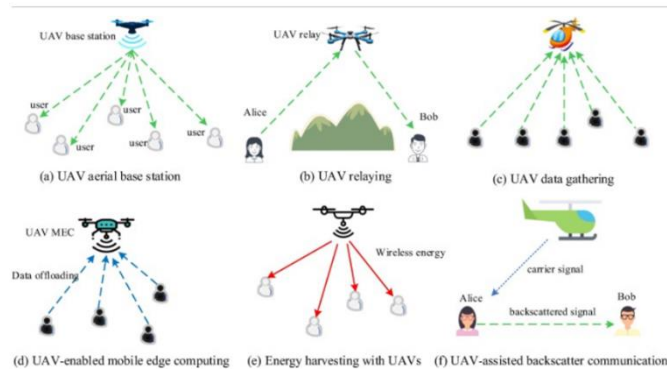 UAV base station
user
user
user
user
user
(a) UAV aerial base station
UAV relay
Alice
Bob
(b) UAV relaying
(c) UAV data gathering
UAV MEC
Data offloading
(d) UAV-enabled mobile edge computing
Wireless energy
(e) Energy harvesting with UAVs
carrier signal
Alice
Bob
backscattered signal
(f) UAV-assisted backscatter communication